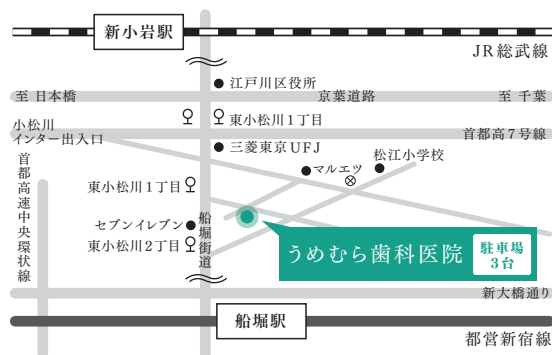 新小岩駅
JR総武線
江戸川区役所
至 日本橋
京葉道路
至 千葉
東小松川1丁目
小松川
インター出入口
首都高7号線
三菱東京UFJ
松江小学校
マルエツ
首都高速中央環状線
東小松川1丁目
セブンイレブン
船堀街道
東小松川2丁目
うめむら歯科医院
駐車場
3台
新大橋通り
船堀駅
都営新宿線